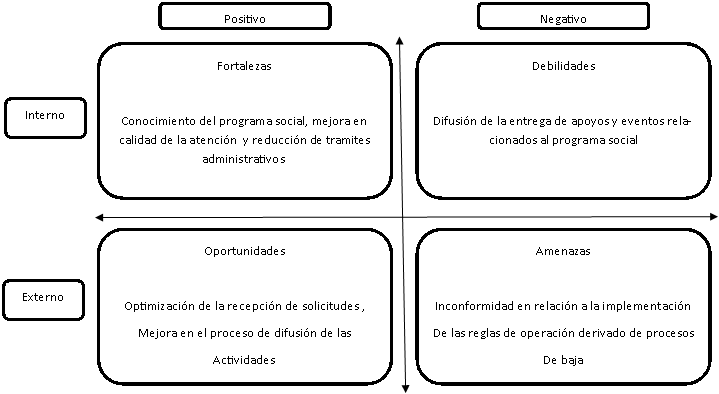 Positivo
Negativo
Interno
Fortalezas
Conocimiento del programa social, mejora en
calidad de la atención y reducción de tramites
administrativos
Debilidades
Difusión de la entrega de apoyos y eventos rela-
cionados al programa social
Externo
Oportunidades
Optimización de la recepción de solicitudes ,
Mejora en el proceso de difusión de las
Actividades
Amenazas
Inconformidad en relación a la implementación
De las reglas de operación derivado de procesos
De baja